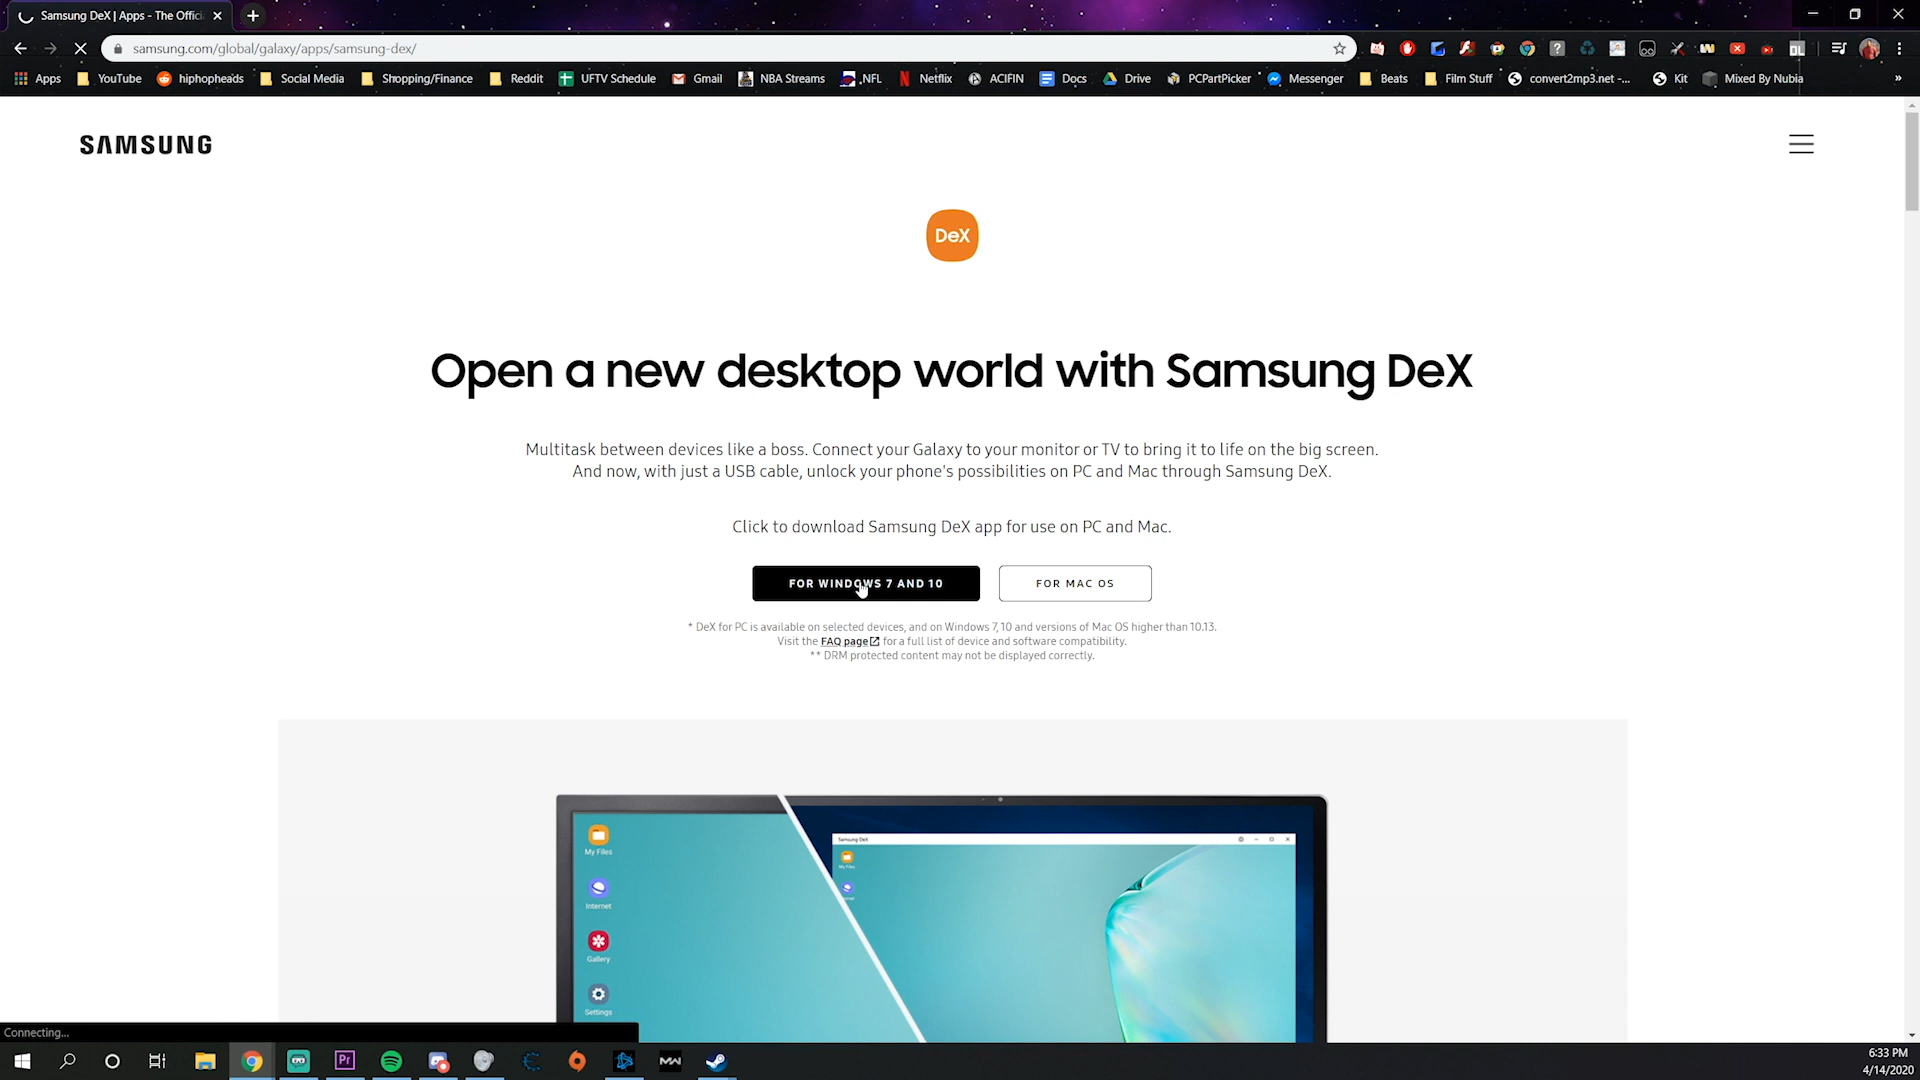 Samsung DeX | Apps - The Offici
samsung.com/global/galaxy/apps/samsung-dex/
Apps YouTube hiphopheads Social Media Shopping/Finance Reddit UFTV Schedule Gmail NBA Streams .NFL Netflix ACIFIN Docs Drive PCPartPicker Messenger Beats Film Stuff convert2mp3.net -... Kit Mixed By Nubia »
SAMSUNG
DeX
Open a new desktop world with Samsung DeX
Multitask between devices like a boss. Connect your Galaxy to your monitor or TV to bring it to life on the big screen.
And now, with just a USB cable, unlock your phone's possibilities on PC and Mac through Samsung DeX.
Click to download Samsung DeX app for use on PC and Mac.
FOR WINDOWS 7 AND 10 FOR MAC OS
* DeX for PC is available on selected devices, and on Windows 7, 10 and versions of Mac OS higher than 10.13.
Visit the FAQ page for a full list of device and software compatibility.
** DRM protected content may not be displayed correctly.
Samsung DeX
My Files
My Files
Internet
Gallery
Settings
Connecting...
Pr
MW
6:33 PM
4/14/2020